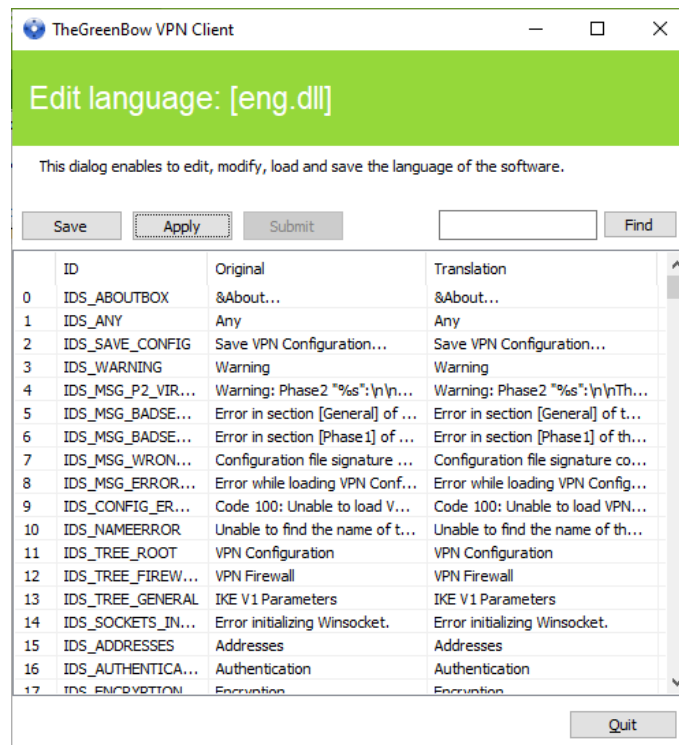 TheGreenBow VPN Client
Edit language: [eng.dll]
This dialog enables to edit, modify, load and save the language of the software.
Save Apply Submit Find
ID Original Translation
0 IDS_ABOUTBOX &About... &About...
1 IDS_ANY Any Any
2 IDS_SAVE_CONFIG Save VPN Configuration... Save VPN Configuration...
3 IDS_WARNING Warning Warning
4 IDS_MSG_P2_VIR... Warning: Phase2 "%s":\n\n... Warning: Phase2 "%s":\n\nTh...
5 IDS_MSG_BADSE... Error in section [General] of ... Error in section [General] of t...
6 IDS_MSG_BADSE... Error in section [Phase1] of ... Error in section [Phase1] of th...
7 IDS_MSG_WRON... Configuration file signature ... Configuration file signature co...
8 IDS_MSG_ERROR... Error while loading VPN Conf... Error while loading VPN Config...
9 IDS_CONFIG_ER... Code 100: Unable to load V... Code 100: Unable to load VPN...
10 IDS_NAMEERROR Unable to find the name of t... Unable to find the name of th...
11 IDS_TREE_ROOT VPN Configuration VPN Configuration
12 IDS_TREE_FIREW... VPN Firewall VPN Firewall
13 IDS_TREE_GENERAL IKE V1 Parameters IKE V1 Parameters
14 IDS_SOCKETS_IN... Error initializing Winsocket. Error initializing Winsocket.
15 IDS_ADDRESSES Addresses Addresses
16 IDS_AUTHENTICA... Authentication Authentication
17 IDS_ENCRYPTION Encryption Encryption
Quit